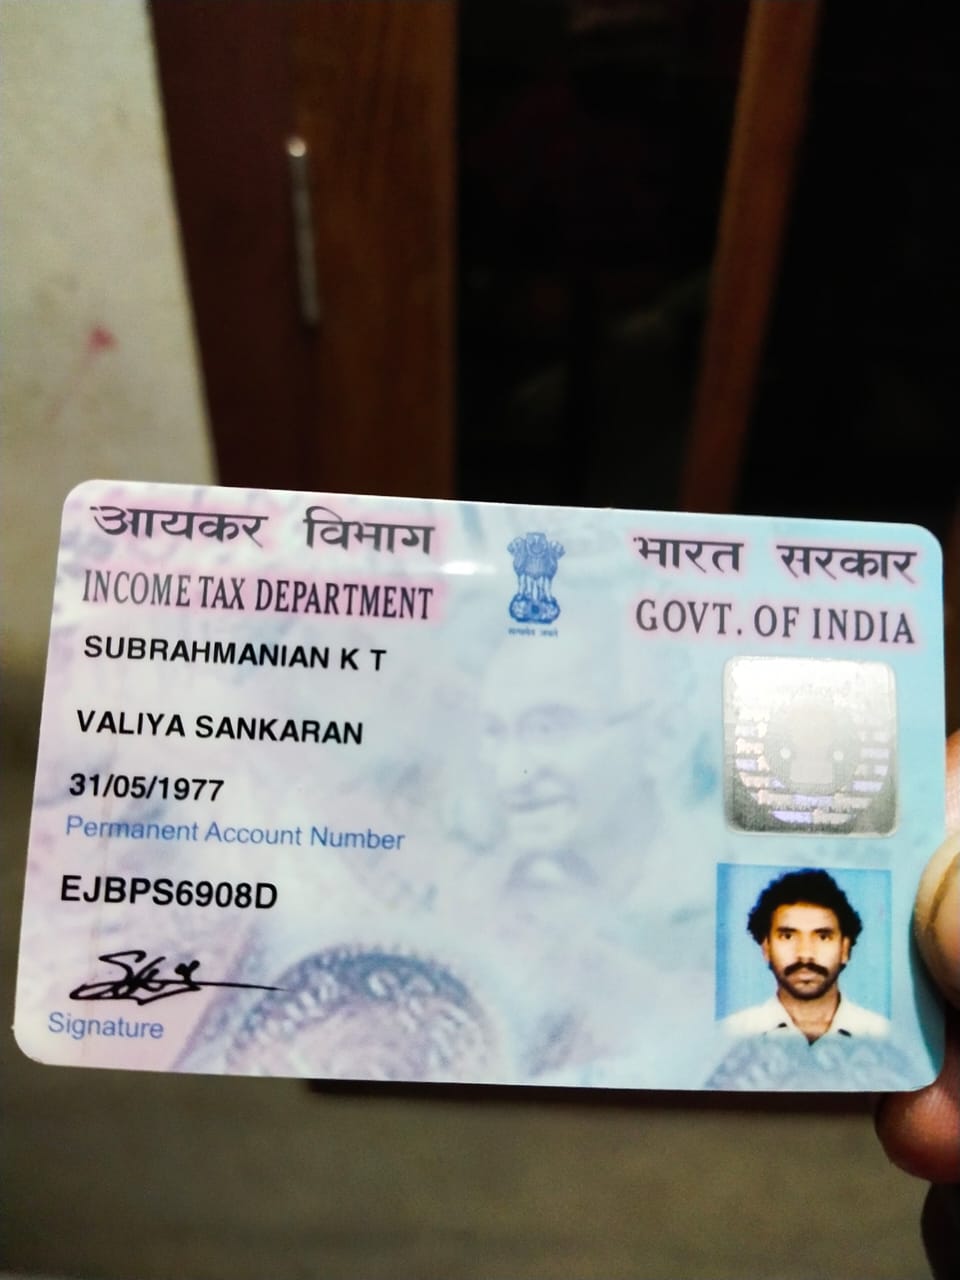 आयकर विभाग
INCOME TAX DEPARTMENT
भारत सरकार
GOVT. OF INDIA
सत्यमेव जयते
SUBRAHMANIAN K T
VALIYA SANKARAN
31/05/1977
Permanent Account Number
EJBPS6908D
Signature